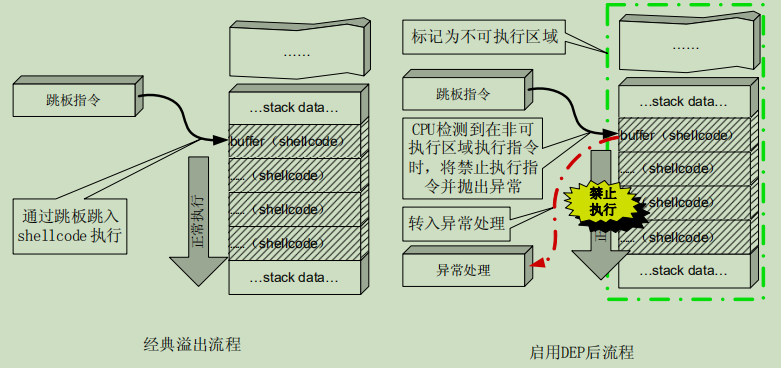 ……
跳板指令
…stack data…
buffer（shellcode）
……（shellcode）
……（shellcode）
……（shellcode）
…stack data…
通过跳板跳入
shellcode 执行
正常执行
经典溢出流程
标记为不可执行区域
……
跳板指令
…stack data…
CPU检测到在非可
执行区域执行指令
时，将禁止执行指
令并抛出异常
buffer（shellcode）
……（shellcode）
……（shellcode）
……（shellcode）
…stack data…
禁止
执行
转入异常处理
异常处理
启用DEP后流程